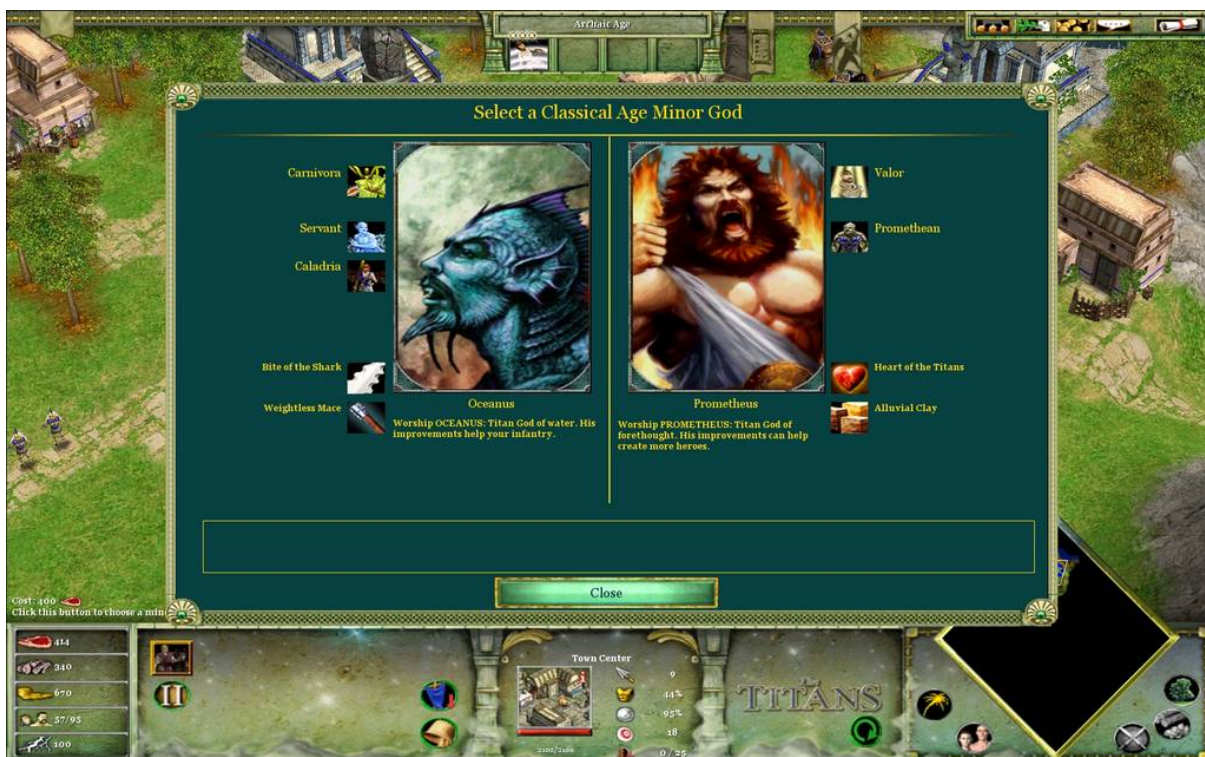 Archaic Age
Select a Classical Age Minor God
Carnivora
Servant
Caladria
Bite of the Shark
Weightless Mace
Oceanus
Worship OCEANUS: Titan God of water. His
improvements help your infantry.
Valor
Promethean
Heart of the Titans
Alluvial Clay
Prometheus
Worship PROMETHEUS: Titan God of
forethought. His improvements can help
create more heroes.
Close
Cost: 400
Click this button to choose a min
414
340
670
57/95
100
II
Town Center
9
44%
95%
18
0 / 25
2100/2100
TITANS